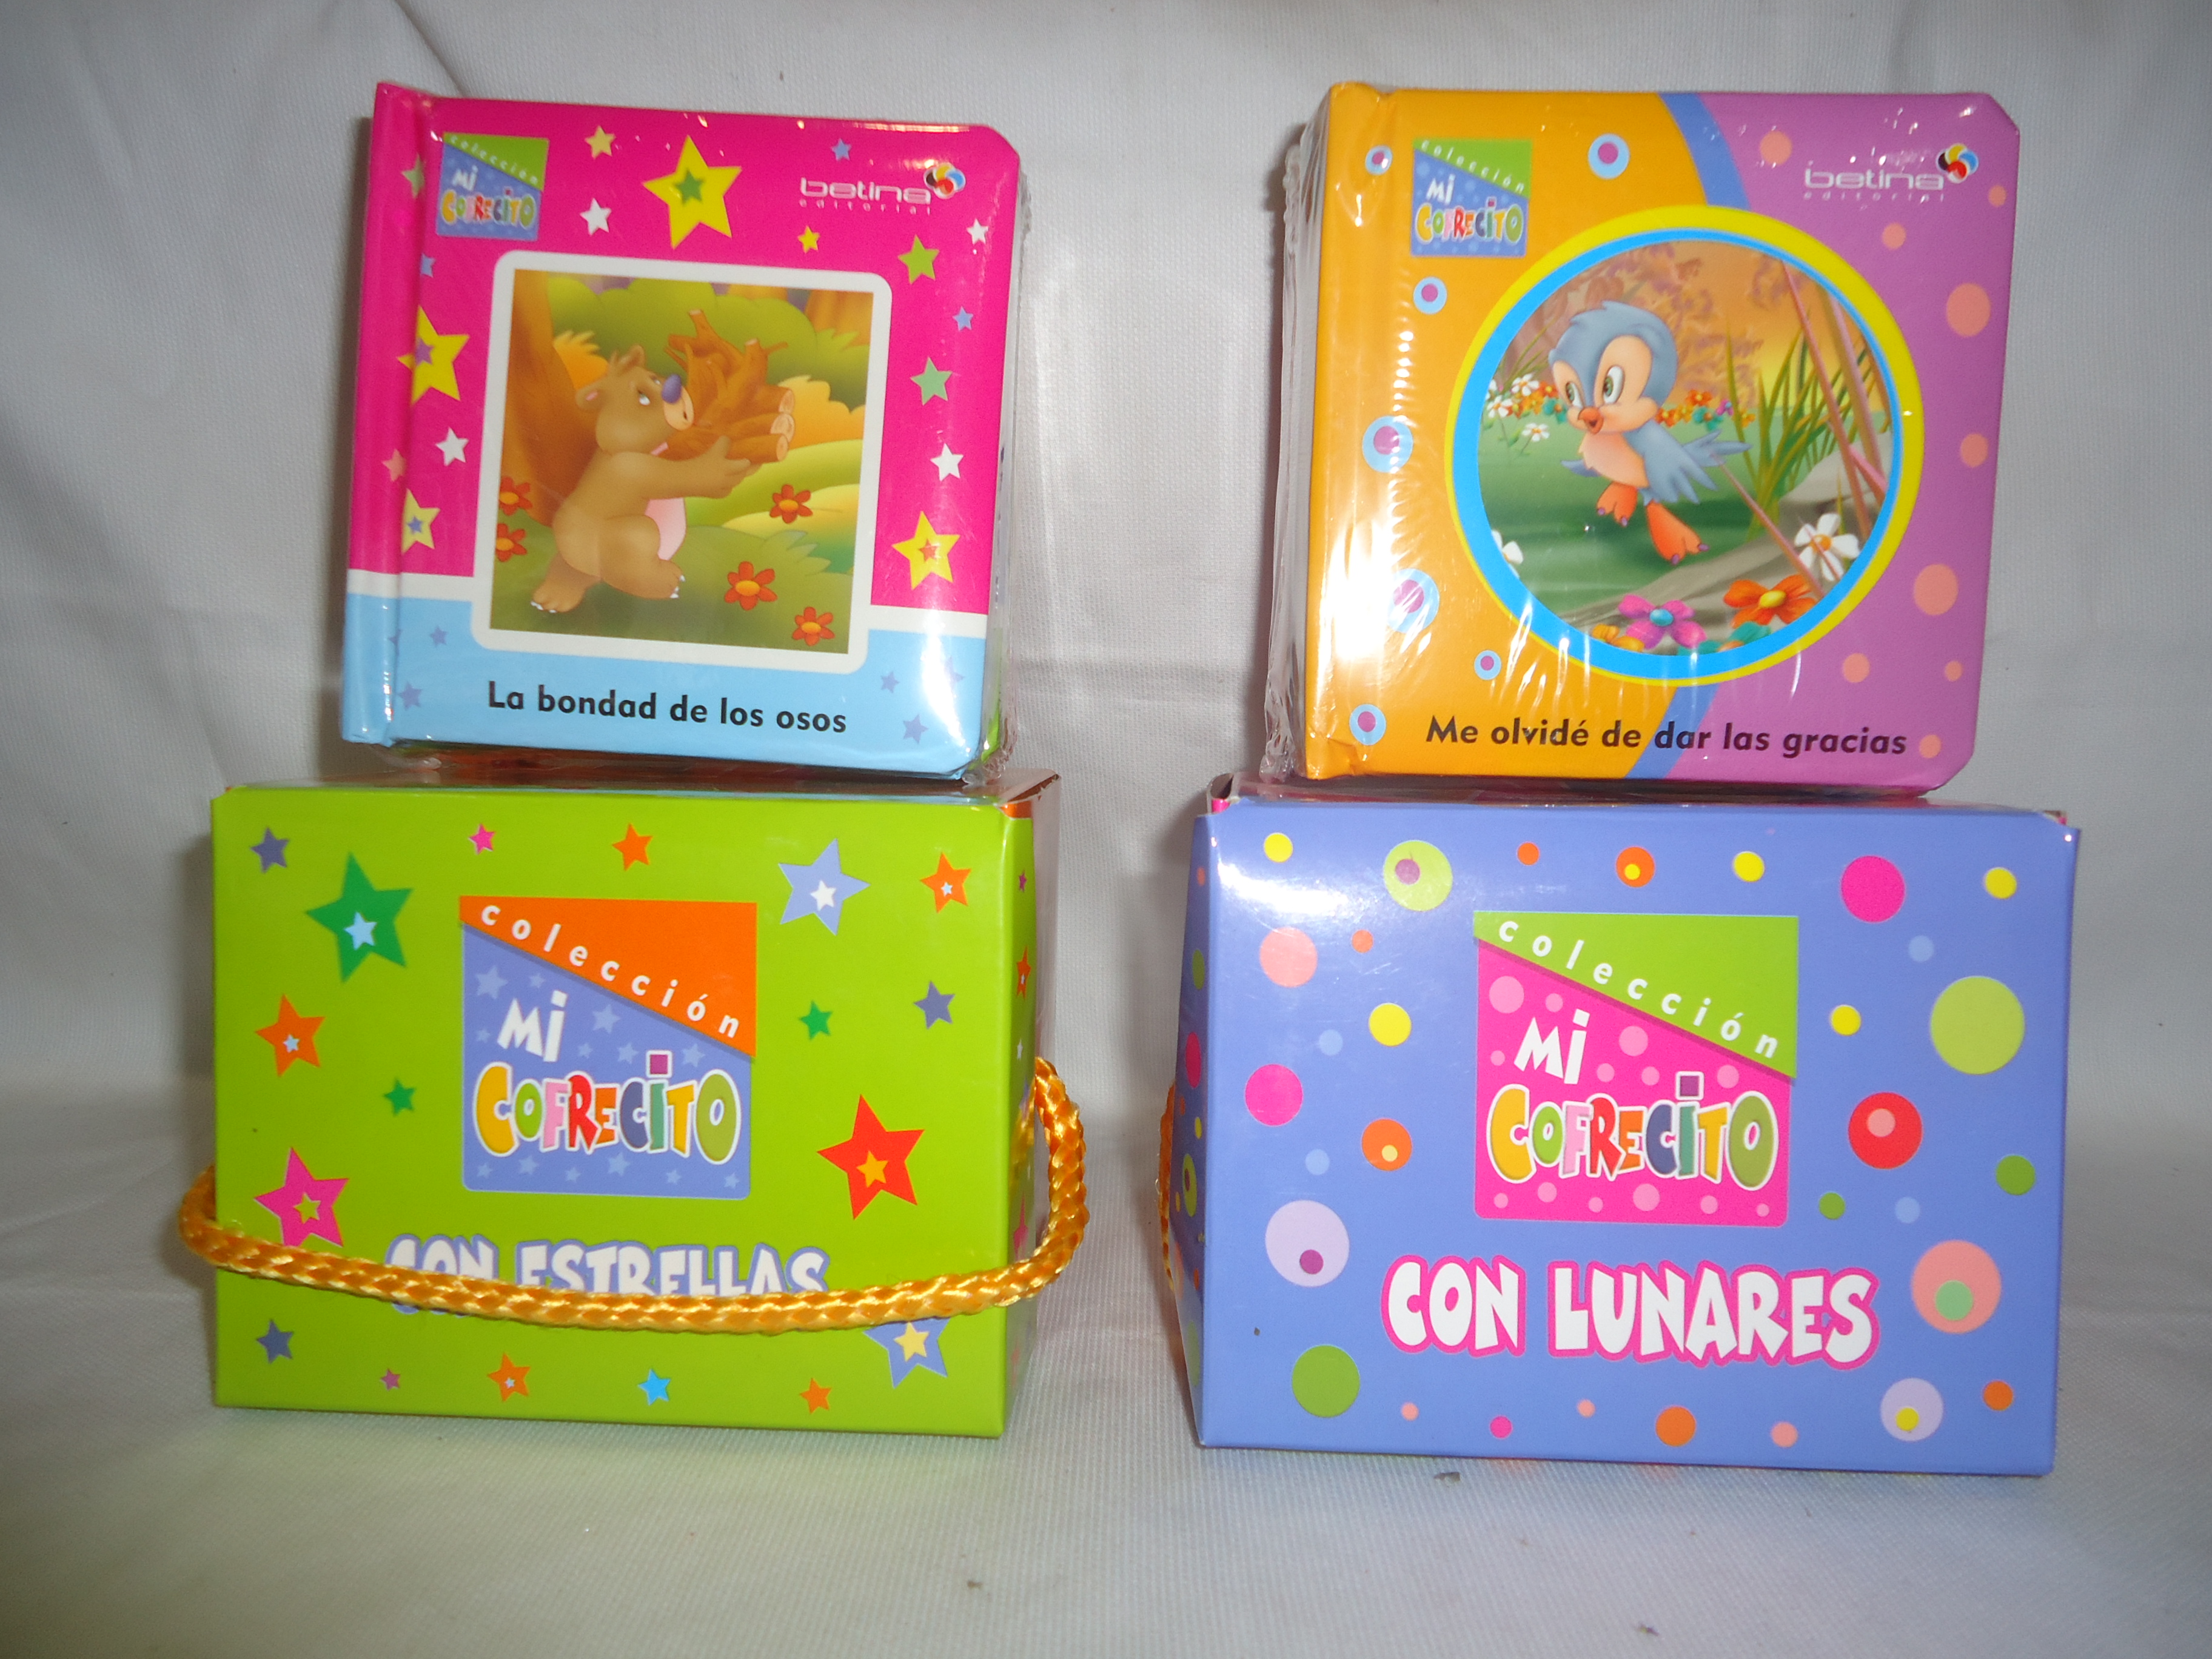 colección
Mi
COFRECITO
betina
editorial
La bondad de los osos
colección
Mi
COFRECITO
betina
editorial
Me olvidé de dar las gracias
colección
Mi
COFRECITO
CON ESTRELLAS
colección
Mi
COFRECITO
CON LUNARES